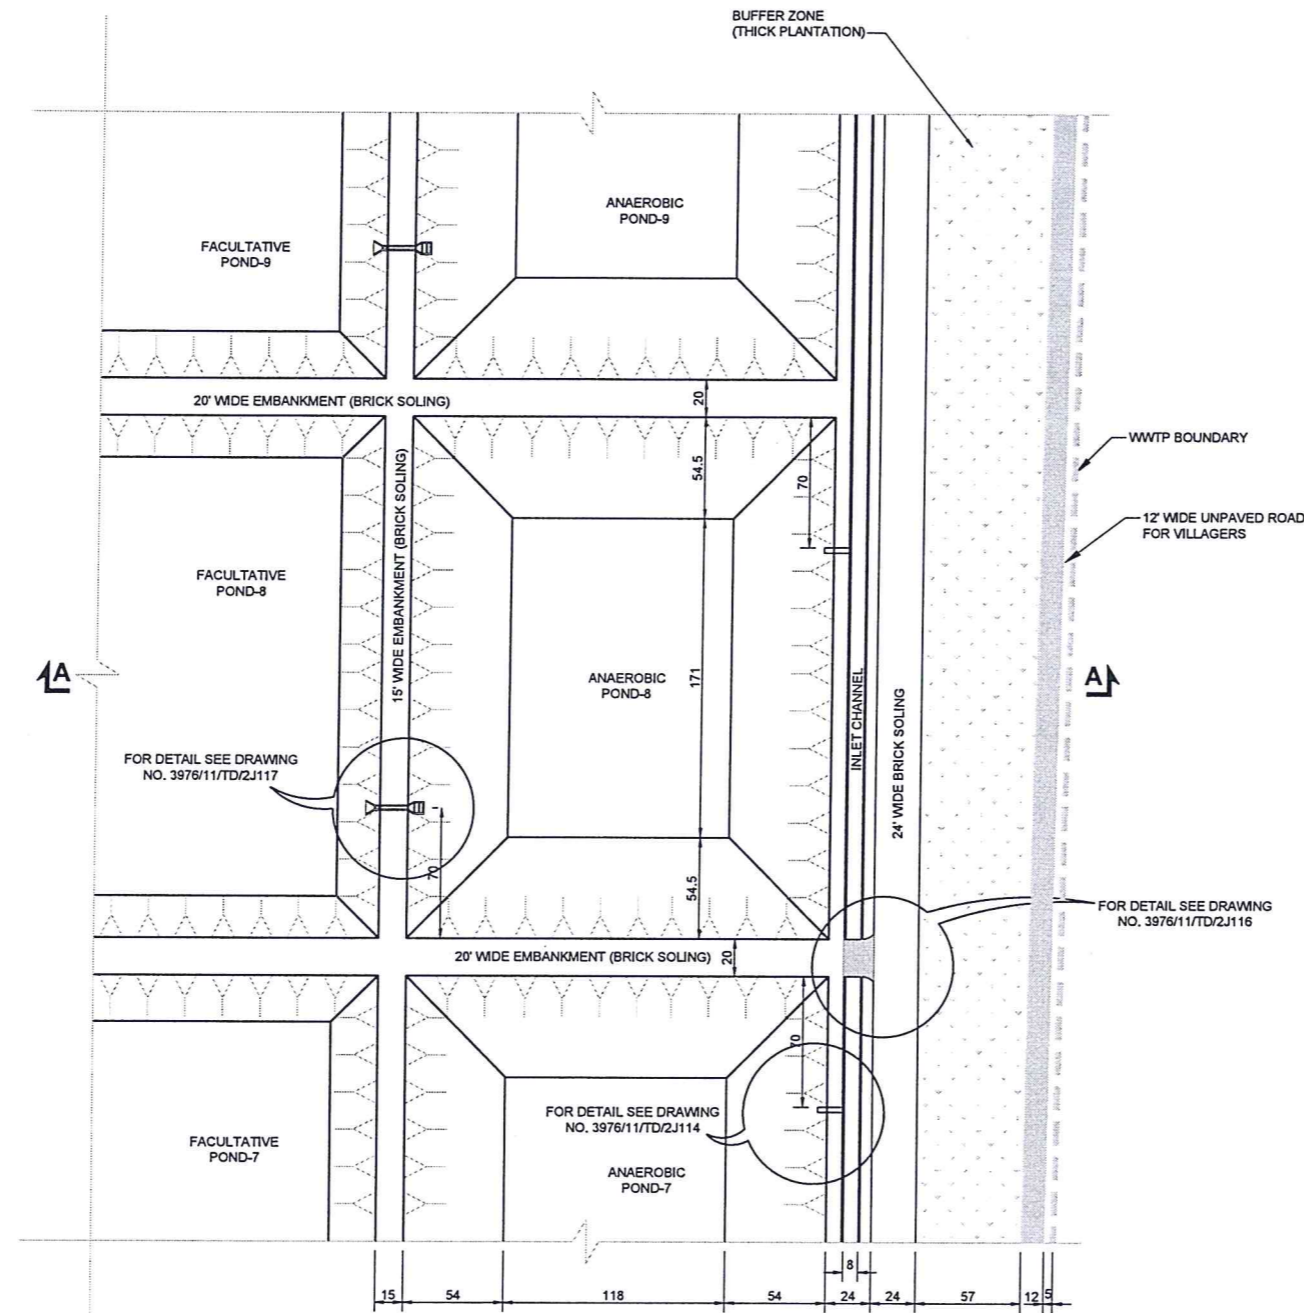 BUFFER ZONE
(THICK PLANTATION)
ANAEROBIC
POND-9
FACULTATIVE
POND-9
20' WIDE EMBANKMENT (BRICK SOLING)
20
54.5
70
WWTP BOUNDARY
12' WIDE UNPAVED ROAD
FOR VILLAGERS
15' WIDE EMBANKMENT (BRICK SOLING)
FACULTATIVE
POND-8
A
ANAEROBIC
POND-8
171
INLET CHANNEL
24' WIDE BRICK SOLING
A
FOR DETAIL SEE DRAWING
NO. 3976/11/TD/2J117
70
54.5
FOR DETAIL SEE DRAWING
NO. 3976/11/TD/2J116
20' WIDE EMBANKMENT (BRICK SOLING)
20
70
FOR DETAIL SEE DRAWING
NO. 3976/11/TD/2J114
FACULTATIVE
POND-7
ANAEROBIC
POND-7
8
15 54 118 54 24 24 57 12 5